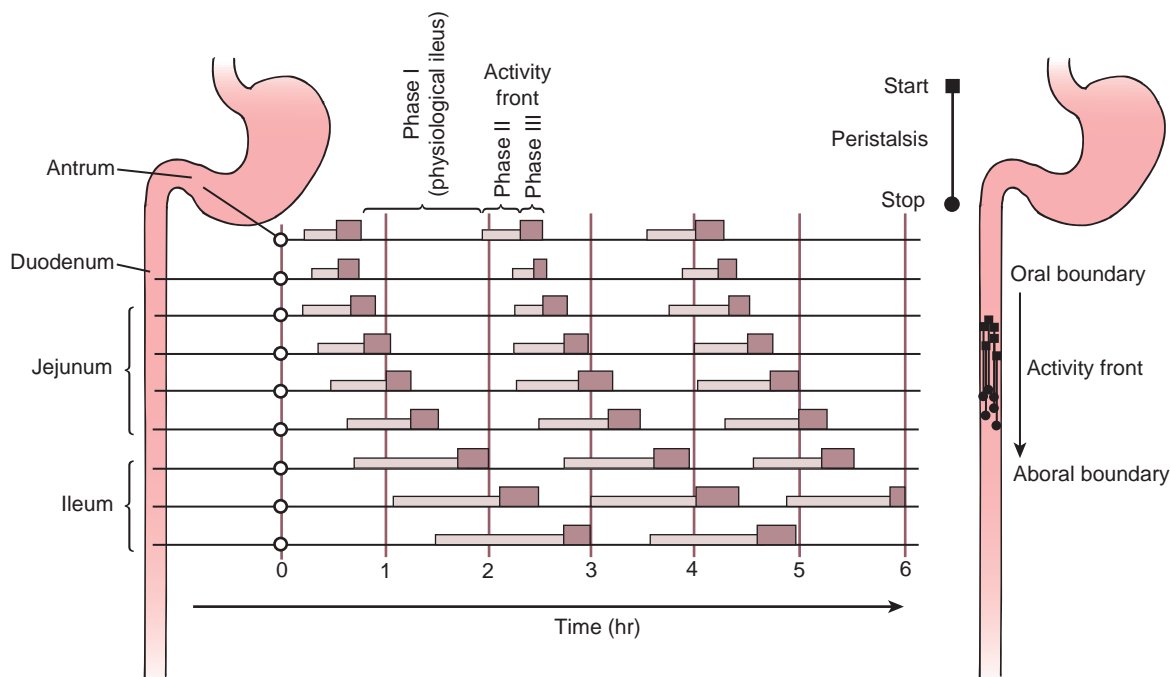 Phase I
(physiological ileus)
Activity
front
Phase II
Phase III
Start
Peristalsis
Stop
Antrum
Duodenum
Jejunum
Ileum
Oral boundary
Activity front
Aboral boundary
0 1 2 3 4 5 6
Time (hr)